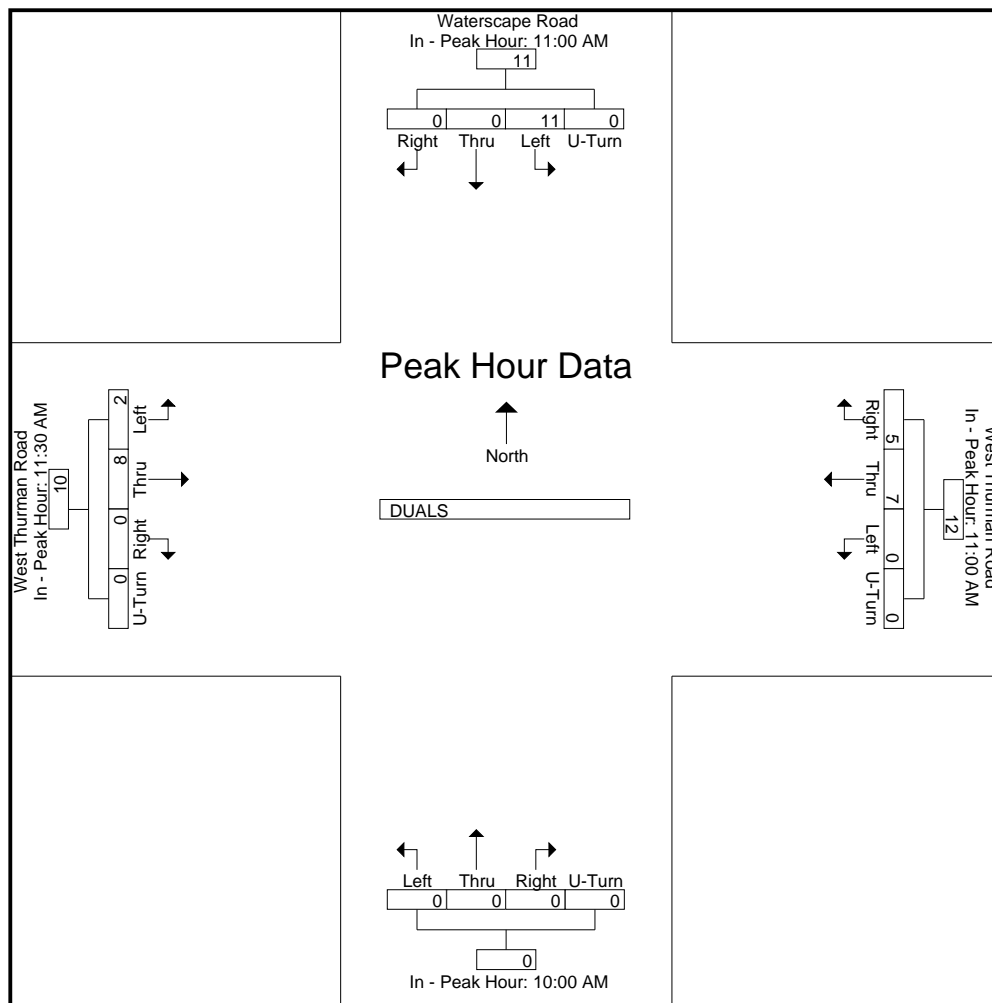 Waterscape Road
In - Peak Hour: 11:00 AM
11
0 0 11 0
Right Thru Left U-Turn
Peak Hour Data
North
DUALS
West Thurman Road
In - Peak Hour: 11:30 AM
10
2 8 0 0
Left Thru Right U-Turn
West Thurman Road
In - Peak Hour: 11:00 AM
12
5 7 0 0
Right Thru Left U-Turn
Left Thru Right U-Turn
0 0 0 0
0
In - Peak Hour: 10:00 AM